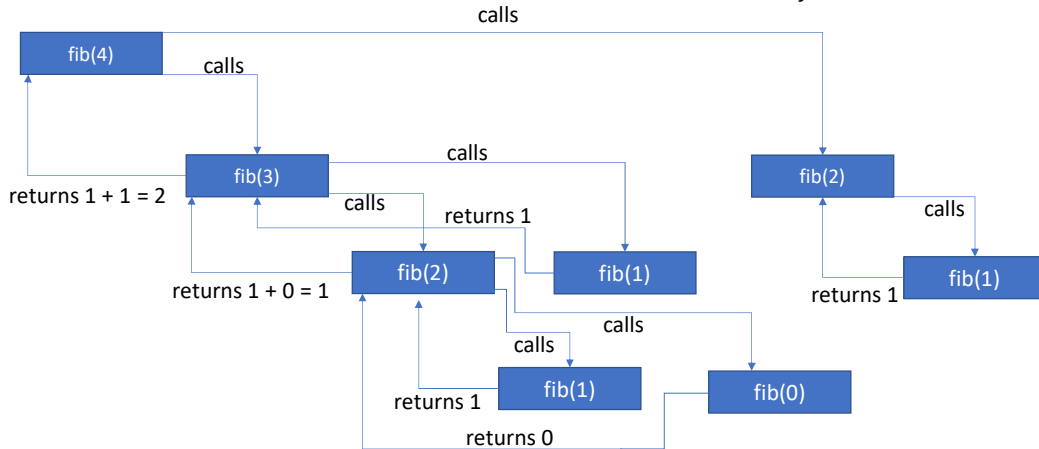 calls
fib(4)
calls
calls
fib(3)
fib(2)
returns 1 + 1 = 2
calls
returns 1
calls
fib(2)
fib(1)
fib(1)
returns 1 + 0 = 1
returns 1
calls
calls
fib(1)
fib(0)
returns 1
returns 0